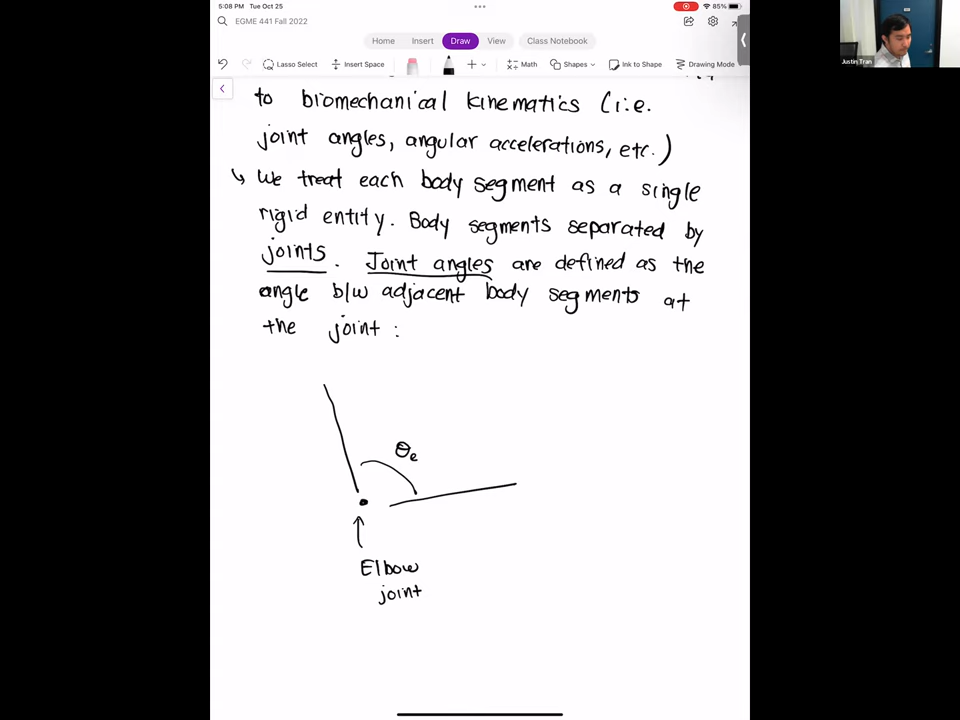 5:08 PM Tue Oct 25
85%
EGME 441 Fall 2022
Home Insert Draw View Class Notebook
Lasso Select Insert Space Math Shapes Ink to Shape Drawing Mode
to biomechanical kinematics (i.e.
joint angles, angular accelerations, etc.)
↳ We treat each body segment as a single
rigid entity. Body segments separated by
joints. Joint angles are defined as the
angle b/w adjacent body segments at
the joint:
θe
Elbow
joint
Justin Tran